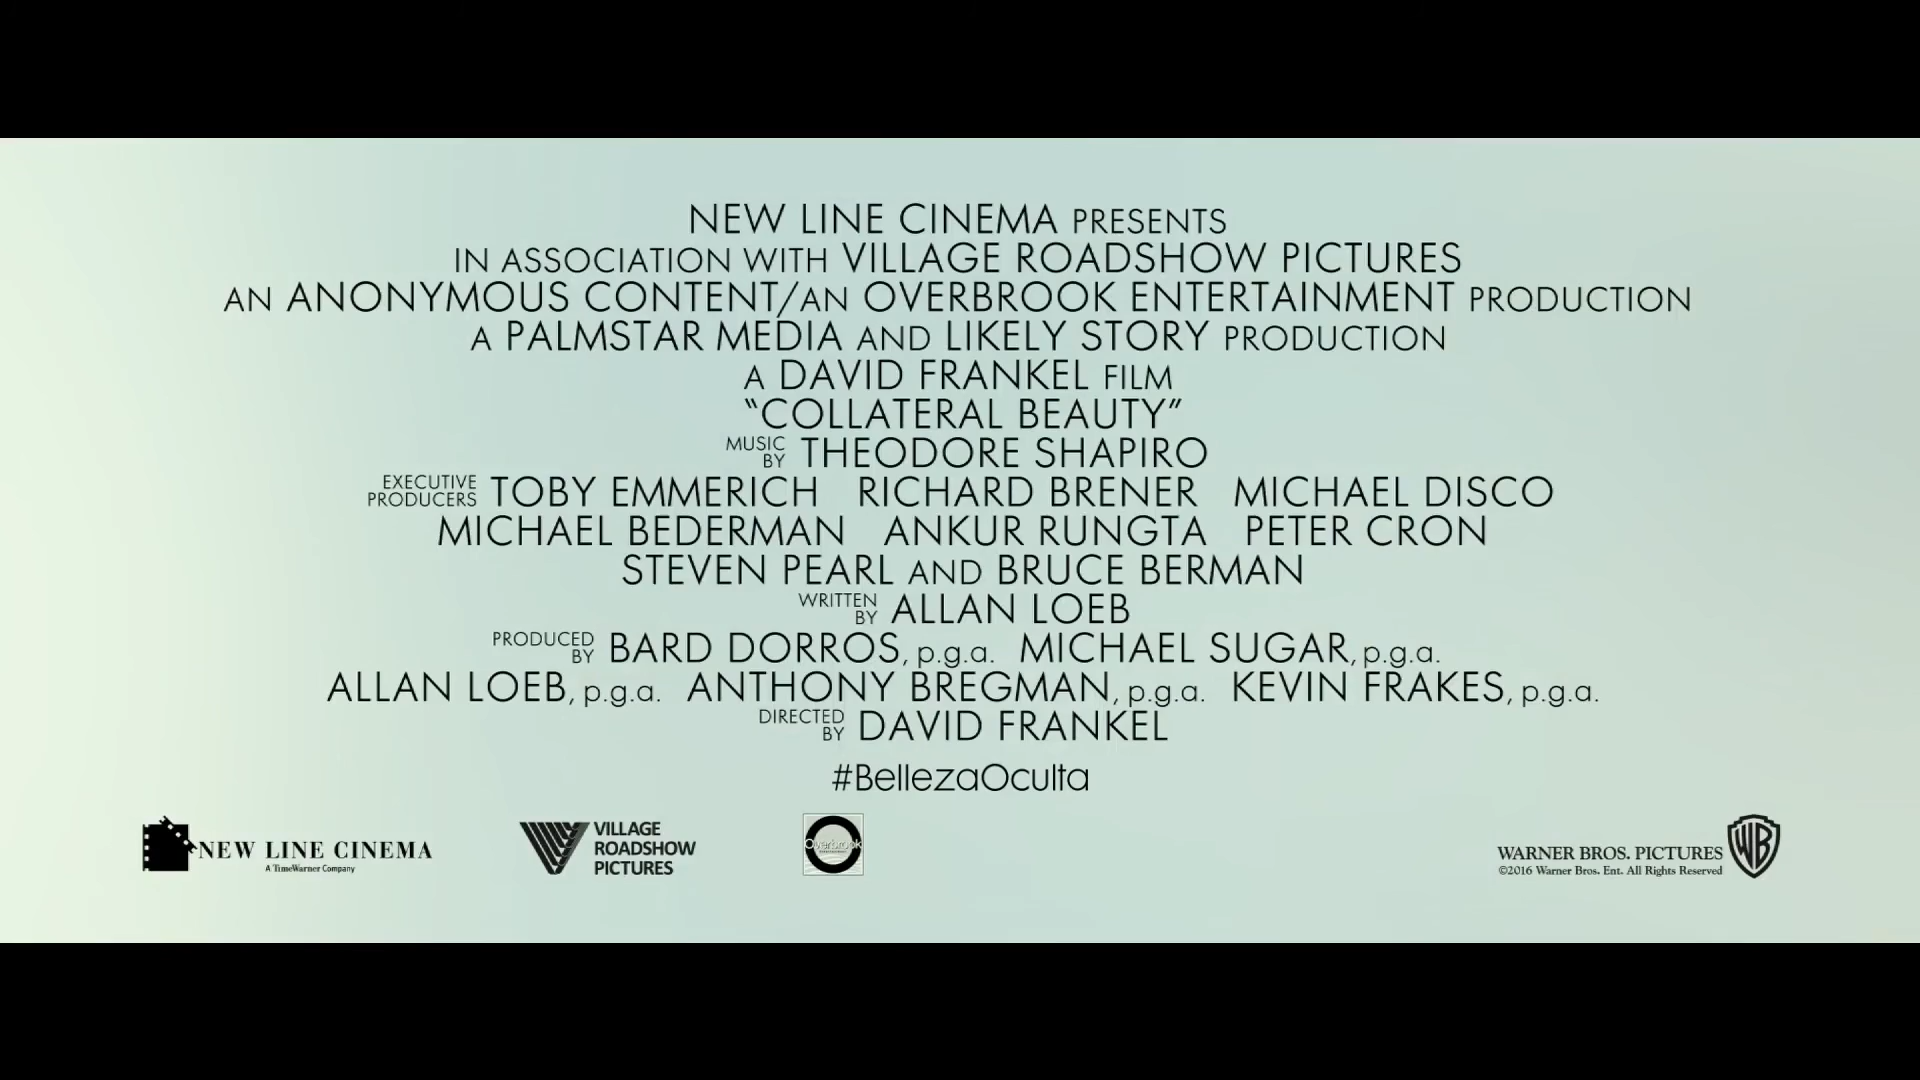 NEW LINE CINEMA PRESENTS
IN ASSOCIATION WITH VILLAGE ROADSHOW PICTURES
AN ANONYMOUS CONTENT/AN OVERBROOK ENTERTAINMENT PRODUCTION
A PALMSTAR MEDIA AND LIKELY STORY PRODUCTION
A DAVID FRANKEL FILM
“COLLATERAL BEAUTY”
MUSIC BY THEODORE SHAPIRO
EXECUTIVE PRODUCERS TOBY EMMERICH RICHARD BRENER MICHAEL DISCO
MICHAEL BEDERMAN ANKUR RUNGTA PETER CRON
STEVEN PEARL AND BRUCE BERMAN
WRITTEN BY ALLAN LOEB
PRODUCED BY BARD DORROS, p.g.a. MICHAEL SUGAR, p.g.a.
ALLAN LOEB, p.g.a. ANTHONY BREGMAN, p.g.a. KEVIN FRAKES, p.g.a.
DIRECTED BY DAVID FRANKEL
#BellezaOculta
NEW LINE CINEMA
A TimeWarner Company
VILLAGE
ROADSHOW
PICTURES
Overbrook
WARNER BROS. PICTURES
©2016 Warner Bros. Ent. All Rights Reserved
WB